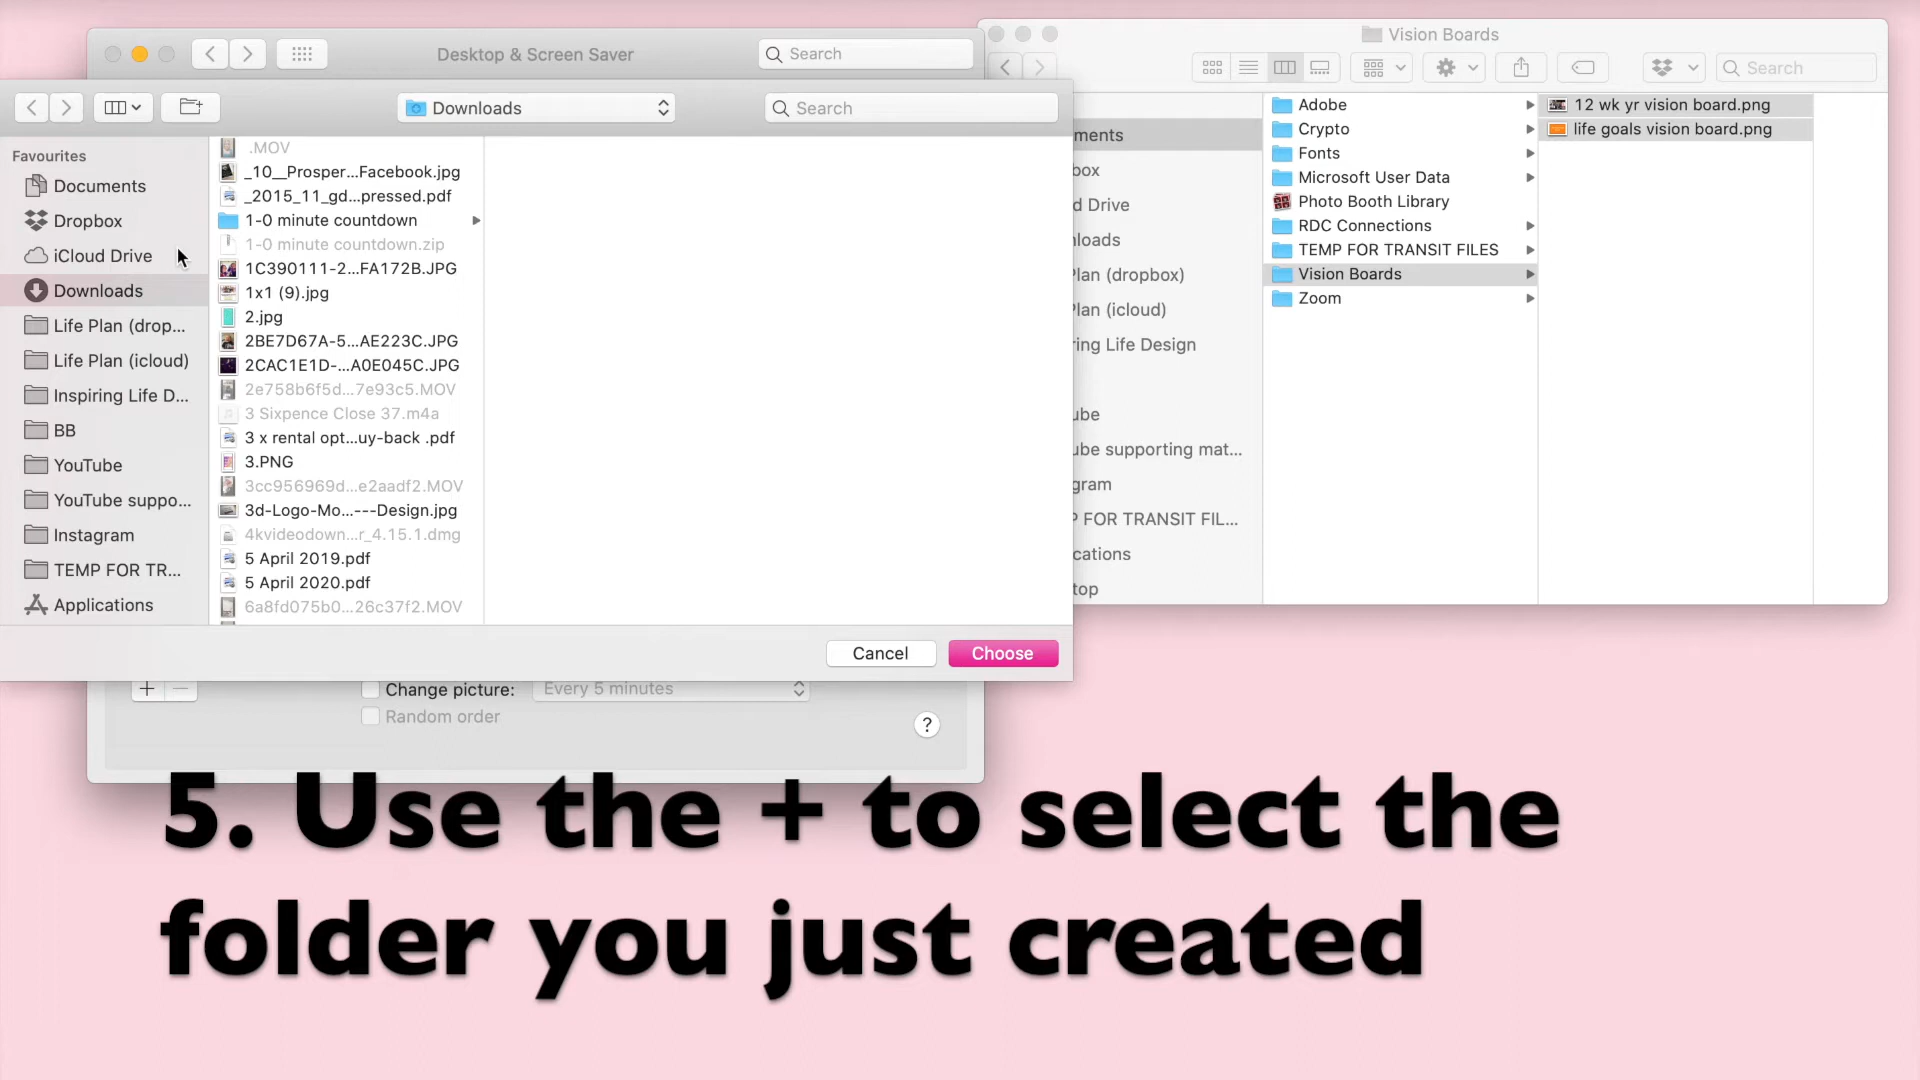 Desktop & Screen Saver
Search
Vision Boards
Search
Downloads
Search
Favourites
Documents
Dropbox
iCloud Drive
Downloads
Life Plan (drop...
Life Plan (icloud)
Inspiring Life D...
BB
YouTube
YouTube suppo...
Instagram
TEMP FOR TR...
Applications
.MOV
_10__Prosper...Facebook.jpg
_2015_11_gd...pressed.pdf
1-0 minute countdown
1-0 minute countdown.zip
1C390111-2...FA172B.JPG
1x1 (9).jpg
2.jpg
2BE7D67A-5...AE223C.JPG
2CAC1E1D-...A0E045C.JPG
2e758b6f5d...7e93c5.MOV
3 Sixpence Close 37.m4a
3 x rental opt...uy-back .pdf
3.PNG
3cc956969d...e2aadf2.MOV
3d-Logo-Mo...---Design.jpg
4kvideodown...r_4.15.1.dmg
5 April 2019.pdf
5 April 2020.pdf
6a8fd075b0...26c37f2.MOV
Cancel
Choose
ments
box
d Drive
nloads
Plan (dropbox)
Plan (icloud)
ring Life Design
ube
ube supporting mat...
gram
P FOR TRANSIT FIL...
cations
top
Adobe
Crypto
Fonts
Microsoft User Data
Photo Booth Library
RDC Connections
TEMP FOR TRANSIT FILES
Vision Boards
Zoom
12 wk yr vision board.png
life goals vision board.png
+ −
Change picture:
Every 5 minutes
Random order
?
5. Use the + to select the
folder you just created